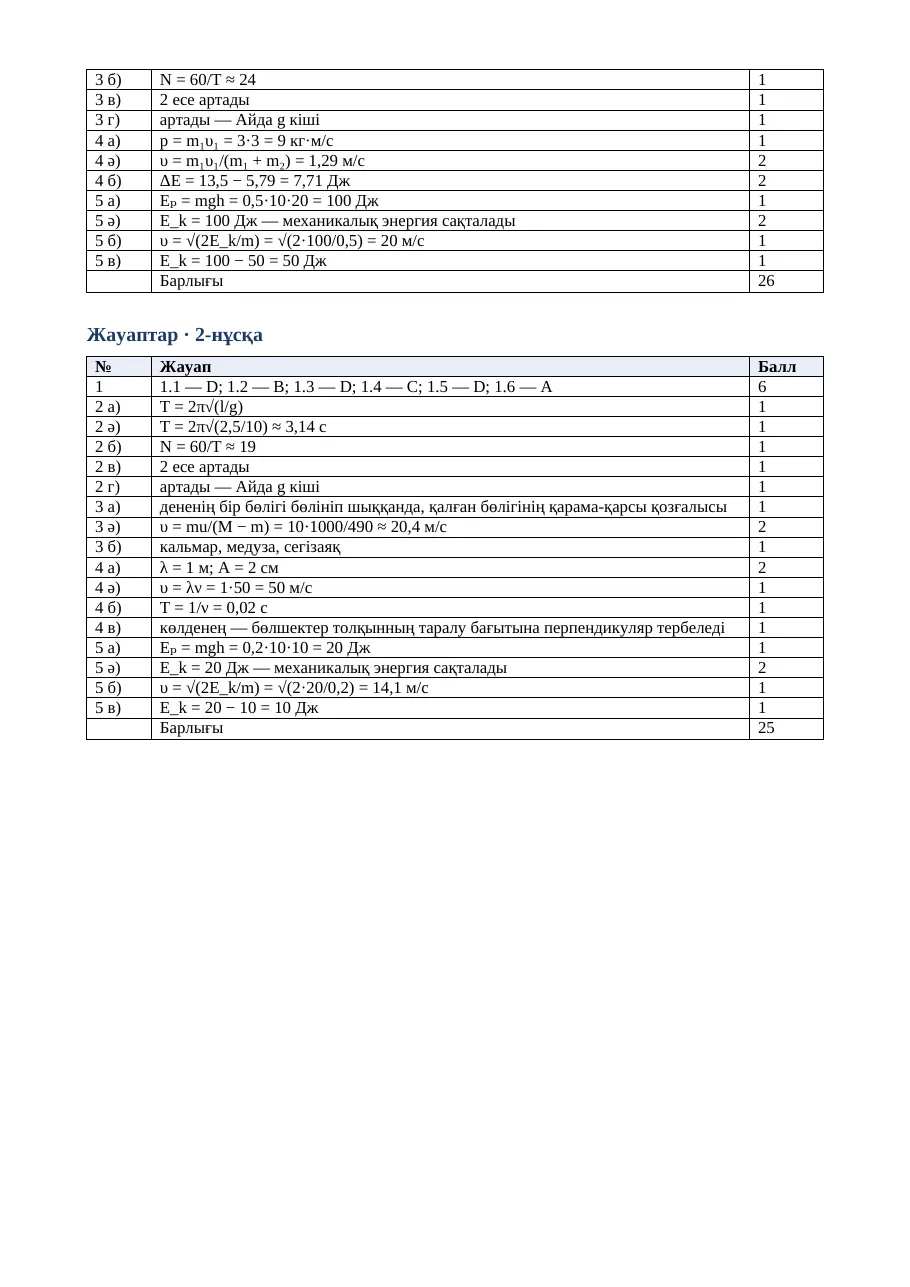 3 б) N = 60/T ≈ 24 1
3 в) 2 есе артады 1
3 г) артады — Айда g кіші 1
4 а) p = m₁υ₁ = 3·3 = 9 кг·м/с 1
4 ә) υ = m₁υ₁/(m₁ + m₂) = 1,29 м/с 2
4 б) ΔE = 13,5 − 5,79 = 7,71 Дж 2
5 а) Eₚ = mgh = 0,5·10·20 = 100 Дж 1
5 ә) E_k = 100 Дж — механикалық энергия сақталады 2
5 б) υ = √(2E_k/m) = √(2·100/0,5) = 20 м/с 1
5 в) E_k = 100 − 50 = 50 Дж 1
Барлығы 26
Жауаптар · 2-нұсқа
№ Жауап Балл
1 1.1 — D; 1.2 — B; 1.3 — D; 1.4 — C; 1.5 — D; 1.6 — A 6
2 а) T = 2π√(l/g) 1
2 ә) T = 2π√(2,5/10) ≈ 3,14 с 1
2 б) N = 60/T ≈ 19 1
2 в) 2 есе артады 1
2 г) артады — Айда g кіші 1
3 а) дененің бір бөлігі бөлініп шыққанда, қалған бөлігінің қарама-қарсы қозғалысы 1
3 ә) υ = mu/(M − m) = 10·1000/490 ≈ 20,4 м/с 2
3 б) кальмар, медуза, сегізаяқ 1
4 а) λ = 1 м; A = 2 см 2
4 ә) υ = λν = 1·50 = 50 м/с 1
4 б) T = 1/ν = 0,02 с 1
4 в) көлденең — бөлшектер толқынның таралу бағытына перпендикуляр тербеледі 1
5 а) Eₚ = mgh = 0,2·10·10 = 20 Дж 1
5 ә) E_k = 20 Дж — механикалық энергия сақталады 2
5 б) υ = √(2E_k/m) = √(2·20/0,2) = 14,1 м/с 1
5 в) E_k = 20 − 10 = 10 Дж 1
Барлығы 25